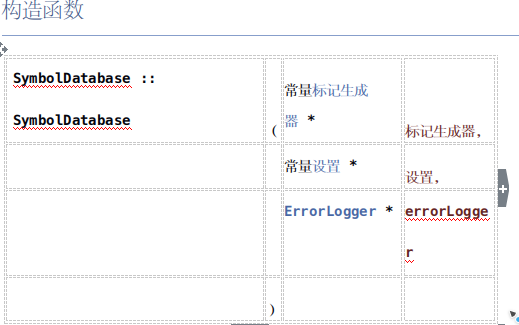 构造函数
SymbolDatabase ::
SymbolDatabase
(
常量标记生成
器 *
标记生成器,
常量设置 *
设置,
ErrorLogger *
errorLogge
r
)